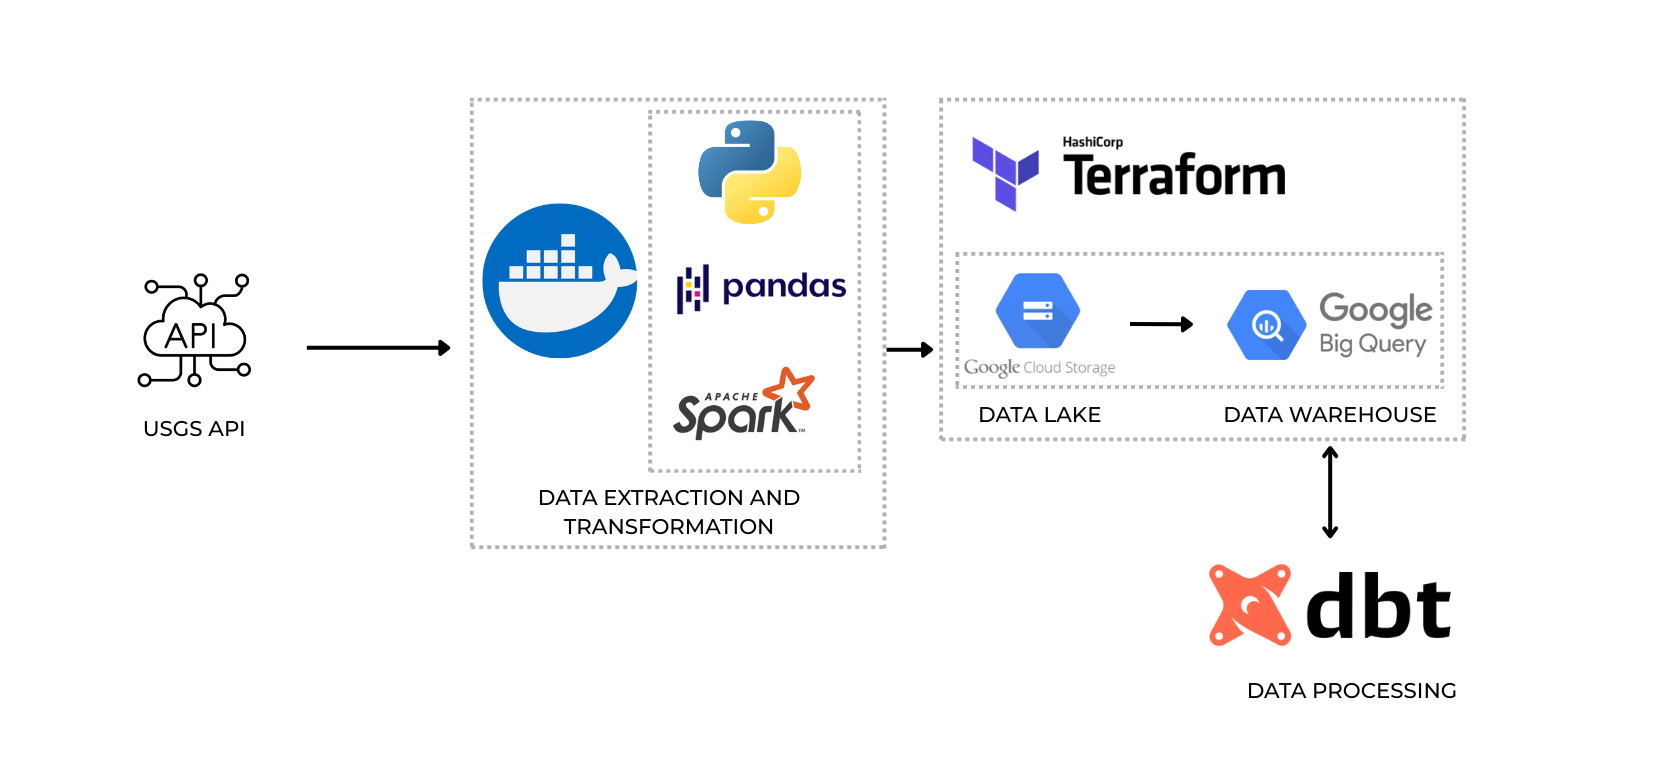 API
USGS API
pandas
APACHE
Spark™
DATA EXTRACTION AND
TRANSFORMATION
HashiCorp
Terraform
Google Cloud Storage
Google
Big Query
DATA LAKE
DATA WAREHOUSE
dbt
DATA PROCESSING